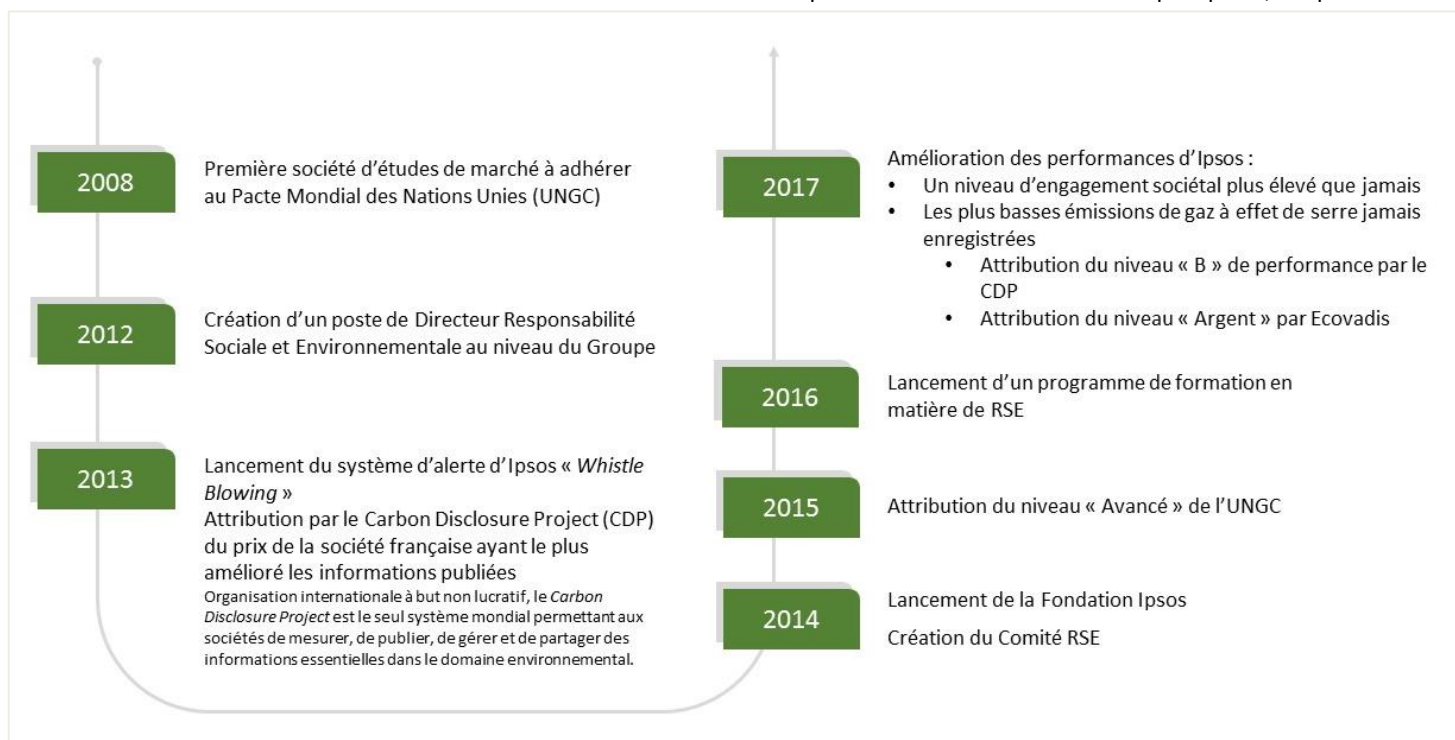 2008
Première société d'études de marché à adhérer
au Pacte Mondial des Nations Unies (UNGC)
2012
Création d'un poste de Directeur Responsabilité
Sociale et Environnementale au niveau du Groupe
2013
Lancement du système d'alerte d'Ipsos « Whistle
Blowing »
Attribution par le Carbon Disclosure Project (CDP)
du prix de la société française ayant le plus
amélioré les informations publiées
Organisation internationale à but non lucratif, le Carbon
Disclosure Project est le seul système mondial permettant aux
sociétés de mesurer, de publier, de gérer et de partager des
informations essentielles dans le domaine environnemental.
2017
Amélioration des performances d'Ipsos :
• Un niveau d'engagement sociétal plus élevé que jamais
• Les plus basses émissions de gaz à effet de serre jamais
enregistrées
• Attribution du niveau « B » de performance par le
CDP
• Attribution du niveau « Argent » par Ecovadis
2016
Lancement d'un programme de formation en
matière de RSE
2015
Attribution du niveau « Avancé » de l'UNGC
2014
Lancement de la Fondation Ipsos
Création du Comité RSE